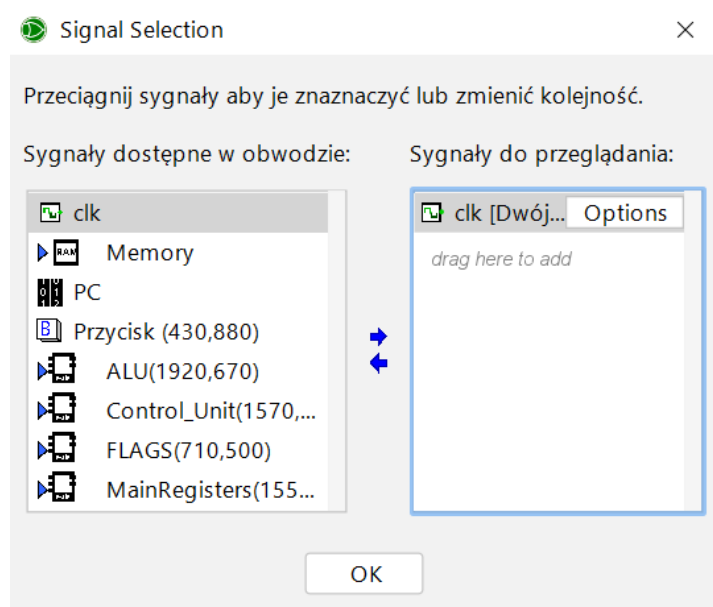 Signal Selection
Przeciągnij sygnały aby je znaznaczyć lub zmienić kolejność.
Sygnały dostępne w obwodzie:
clk
RAM
Memory
PC
B
Przycisk (430,880)
ALU(1920,670)
Control_Unit(1570,...
FLAGS(710,500)
MainRegisters(155...
Sygnały do przeglądania:
clk [Dwój... Options
drag here to add
OK